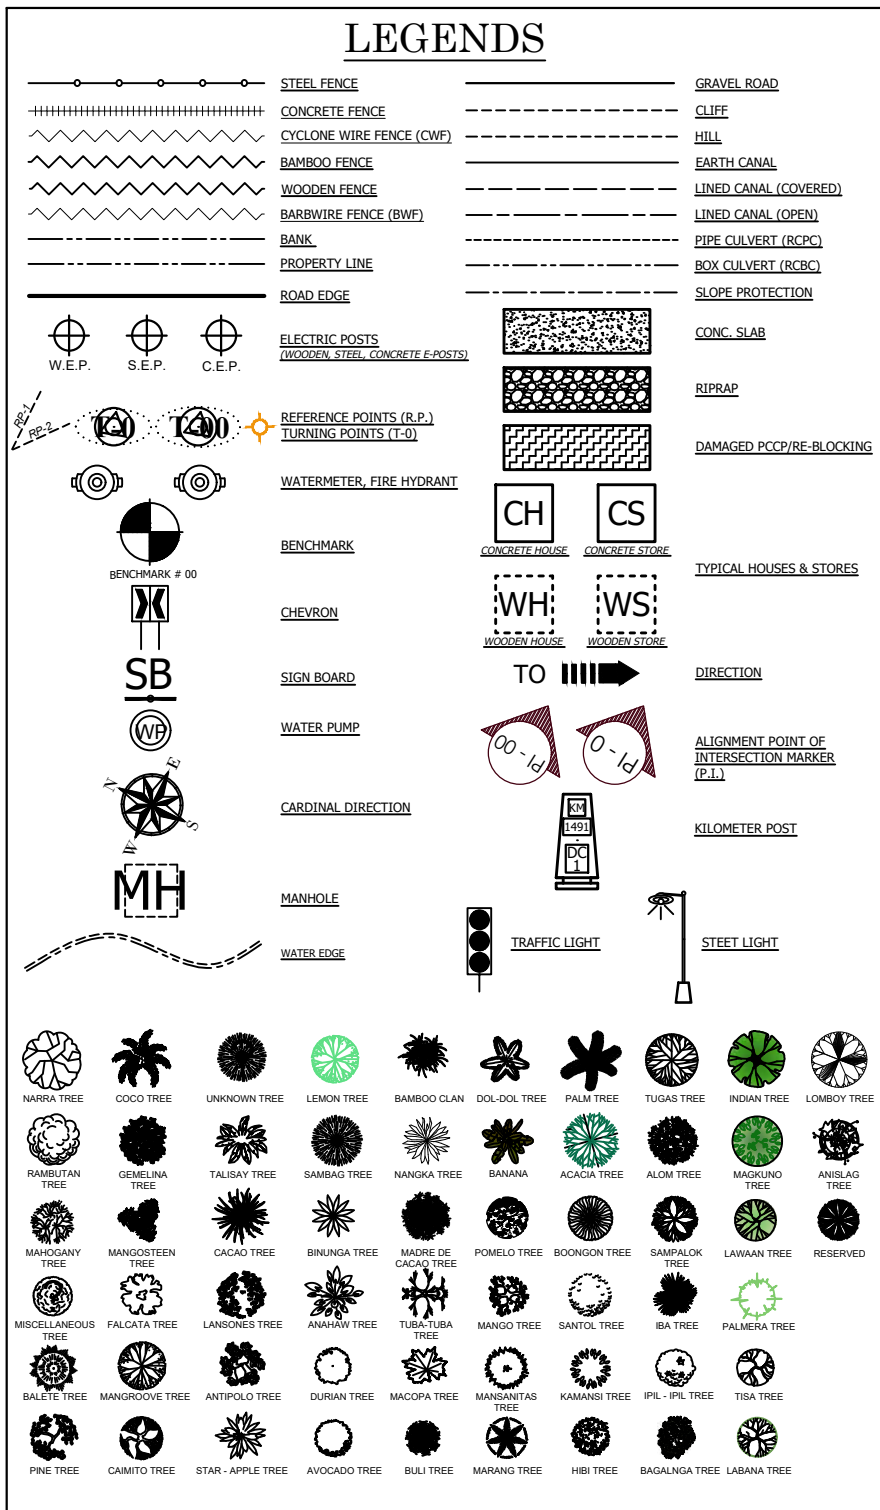 LEGENDS
STEEL FENCE
CONCRETE FENCE
CYCLONE WIRE FENCE (CWF)
BAMBOO FENCE
WOODEN FENCE
BARBWIRE FENCE (BWF)
BANK
PROPERTY LINE
ROAD EDGE
W.E.P. S.E.P. C.E.P.
ELECTRIC POSTS
(WOODEN, STEEL, CONCRETE E-POSTS)
RP-1
RP-2
T-0 T-00
REFERENCE POINTS (R.P.)
TURNING POINTS (T-0)
WATERMETER, FIRE HYDRANT
BENCHMARK # 00
BENCHMARK
CHEVRON
SB
SIGN BOARD
WP
WATER PUMP
N E
W S
CARDINAL DIRECTION
MH
MANHOLE
WATER EDGE
GRAVEL ROAD
CLIFF
HILL
EARTH CANAL
LINED CANAL (COVERED)
LINED CANAL (OPEN)
PIPE CULVERT (RCPC)
BOX CULVERT (RCBC)
SLOPE PROTECTION
CONC. SLAB
RIPRAP
DAMAGED PCCP/RE-BLOCKING
CH CS
CONCRETE HOUSE CONCRETE STORE
TYPICAL HOUSES & STORES
WH WS
WOODEN HOUSE WOODEN STORE
TO
DIRECTION
PI - 00 PI - 0
ALIGNMENT POINT OF
INTERSECTION MARKER
(P.I.)
KM
1491
DC
1
KILOMETER POST
TRAFFIC LIGHT
STEET LIGHT
NARRA TREE COCO TREE UNKNOWN TREE LEMON TREE BAMBOO CLAN DOL-DOL TREE PALM TREE TUGAS TREE INDIAN TREE LOMBOY TREE
RAMBUTAN GEMELINA TALISAY TREE SAMBAG TREE NANGKA TREE BANANA ACACIA TREE ALOM TREE MAGKUNO ANISLAG
TREE TREE TREE TREE
MAHOGANY MANGOSTEEN CACAO TREE BINUNGA TREE MADRE DE POMELO TREE BOONGON TREE SAMPALOK LAWAAN TREE RESERVED
TREE TREE CACAO TREE TREE
MISCELLANEOUS FALCATA TREE LANSONES TREE ANAHAW TREE TUBA-TUBA MANGO TREE SANTOL TREE IBA TREE PALMERA TREE
TREE TREE
BALETE TREE MANGROOVE TREE ANTIPOLO TREE DURIAN TREE MACOPA TREE MANSANITAS KAMANSI TREE IPIL - IPIL TREE TISA TREE
TREE
PINE TREE CAIMITO TREE STAR - APPLE TREE AVOCADO TREE BULI TREE MARANG TREE HIBI TREE BAGALNGA TREE LABANA TREE